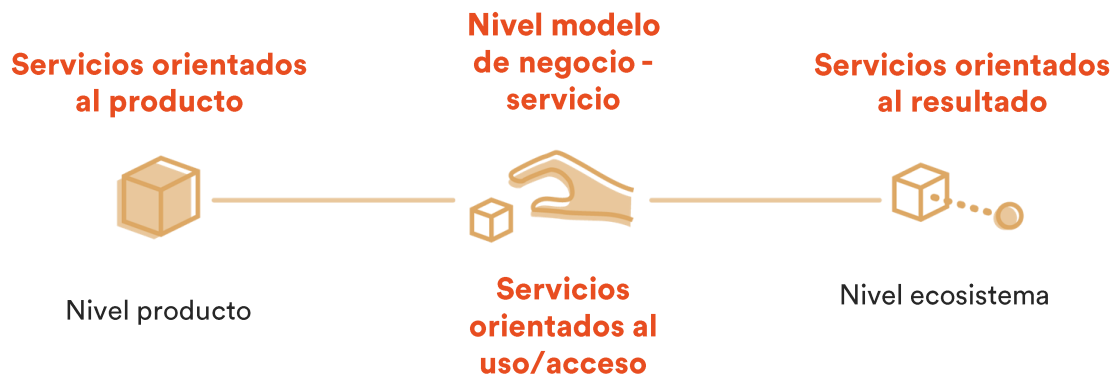 Servicios orientados
al producto
Nivel producto
Nivel modelo
de negocio -
servicio
Servicios
orientados al
uso/acceso
Servicios orientados
al resultado
Nivel ecosistema